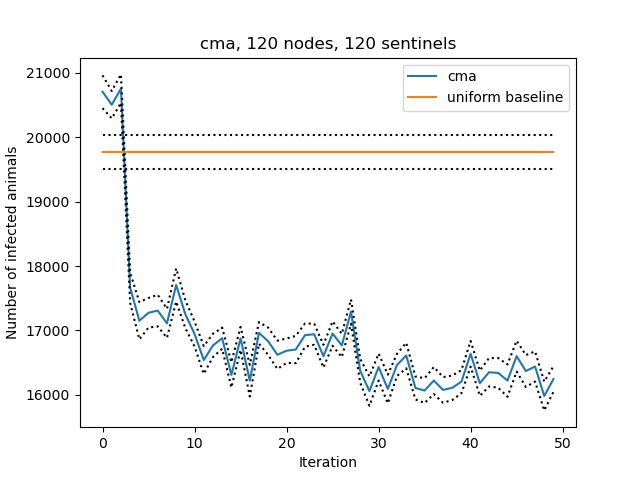 cma, 120 nodes, 120 sentinels
cma
uniform baseline
Number of infected animals
21000
20000
19000
18000
17000
16000
0 10 20 30 40 50
Iteration